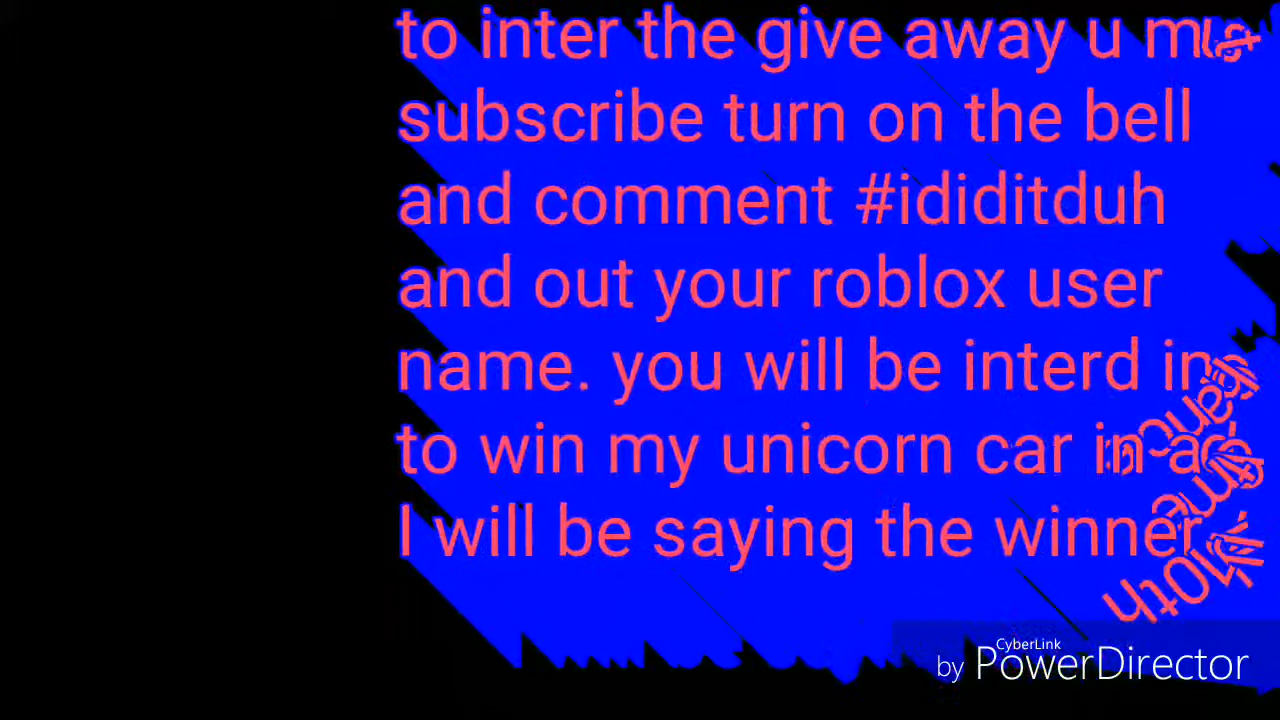 to inter the give away u
subscribe turn on the bell
and comment #ididitduh
and out your roblox user
name. you will be interd in
to win my unicorn car in
I will be saying the winner
10th
CyberLink
by PowerDirector